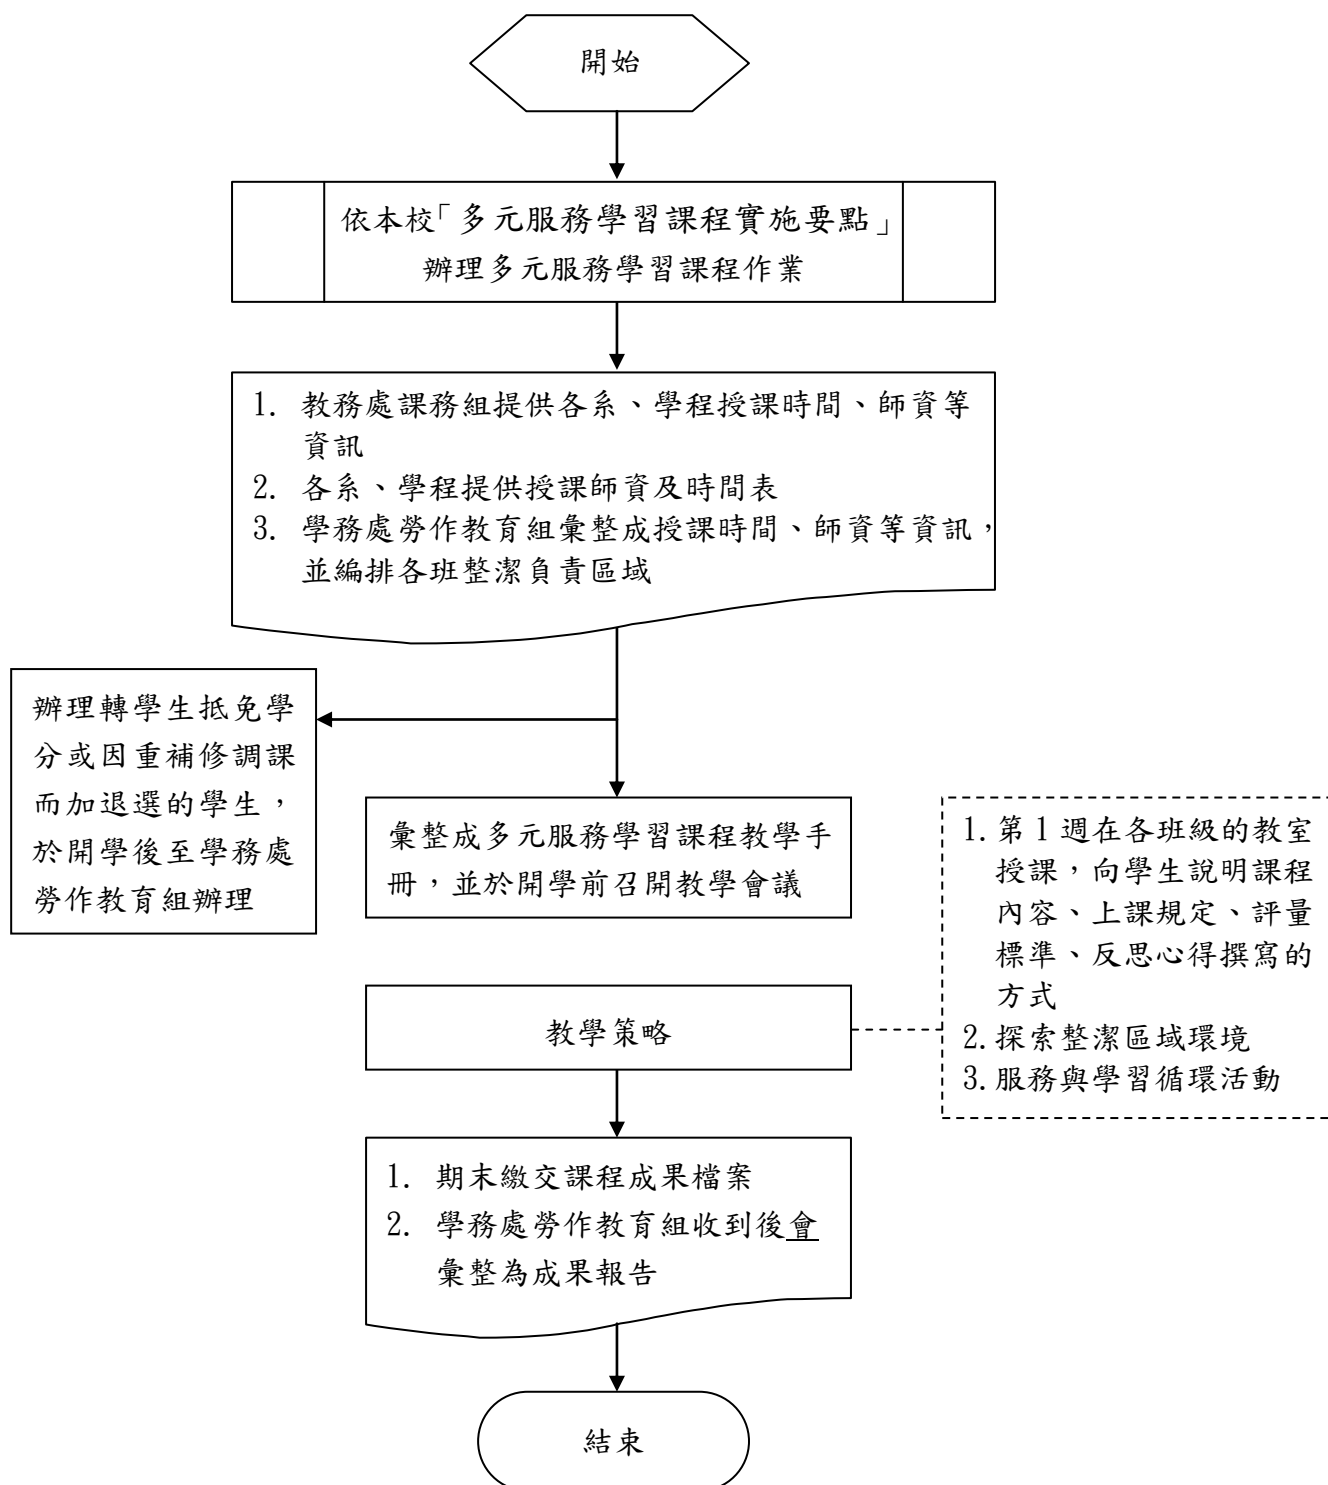 開始
依本校「多元服務學習課程實施要點」
辦理多元服務學習課程作業
1. 教務處課務組提供各系、學程授課時間、師資等
資訊
2. 各系、學程提供授課師資及時間表
3. 學務處勞作教育組彙整成授課時間、師資等資訊，
並編排各班整潔負責區域
辦理轉學生抵免學
分或因重補修調課
而加退選的學生，
於開學後至學務處
勞作教育組辦理
彙整成多元服務學習課程教學手
冊，並於開學前召開教學會議
1. 第 1 週在各班級的教室
授課，向學生說明課程
內容、上課規定、評量
標準、反思心得撰寫的
方式
2. 探索整潔區域環境
3. 服務與學習循環活動
教學策略
1. 期末繳交課程成果檔案
2. 學務處勞作教育組收到後會
彙整為成果報告
結束